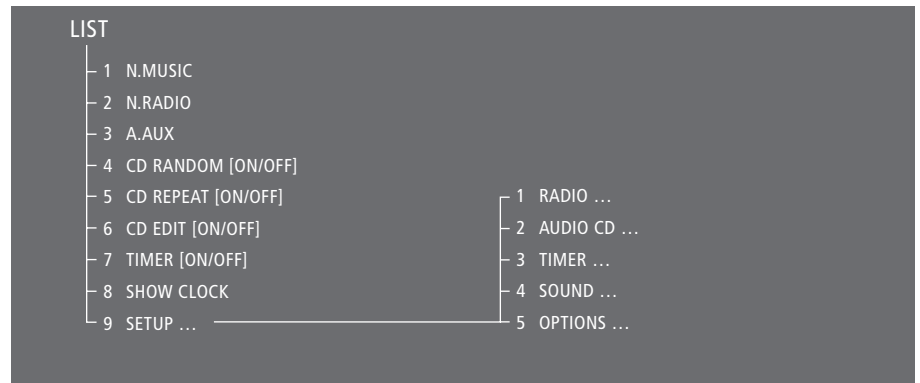 LIST
1 N.MUSIC
2 N.RADIO
3 A.AUX
4 CD RANDOM [ON/OFF]
5 CD REPEAT [ON/OFF]
6 CD EDIT [ON/OFF]
7 TIMER [ON/OFF]
8 SHOW CLOCK
9 SETUP ...
1 RADIO ...
2 AUDIO CD ...
3 TIMER ...
4 SOUND ...
5 OPTIONS ...